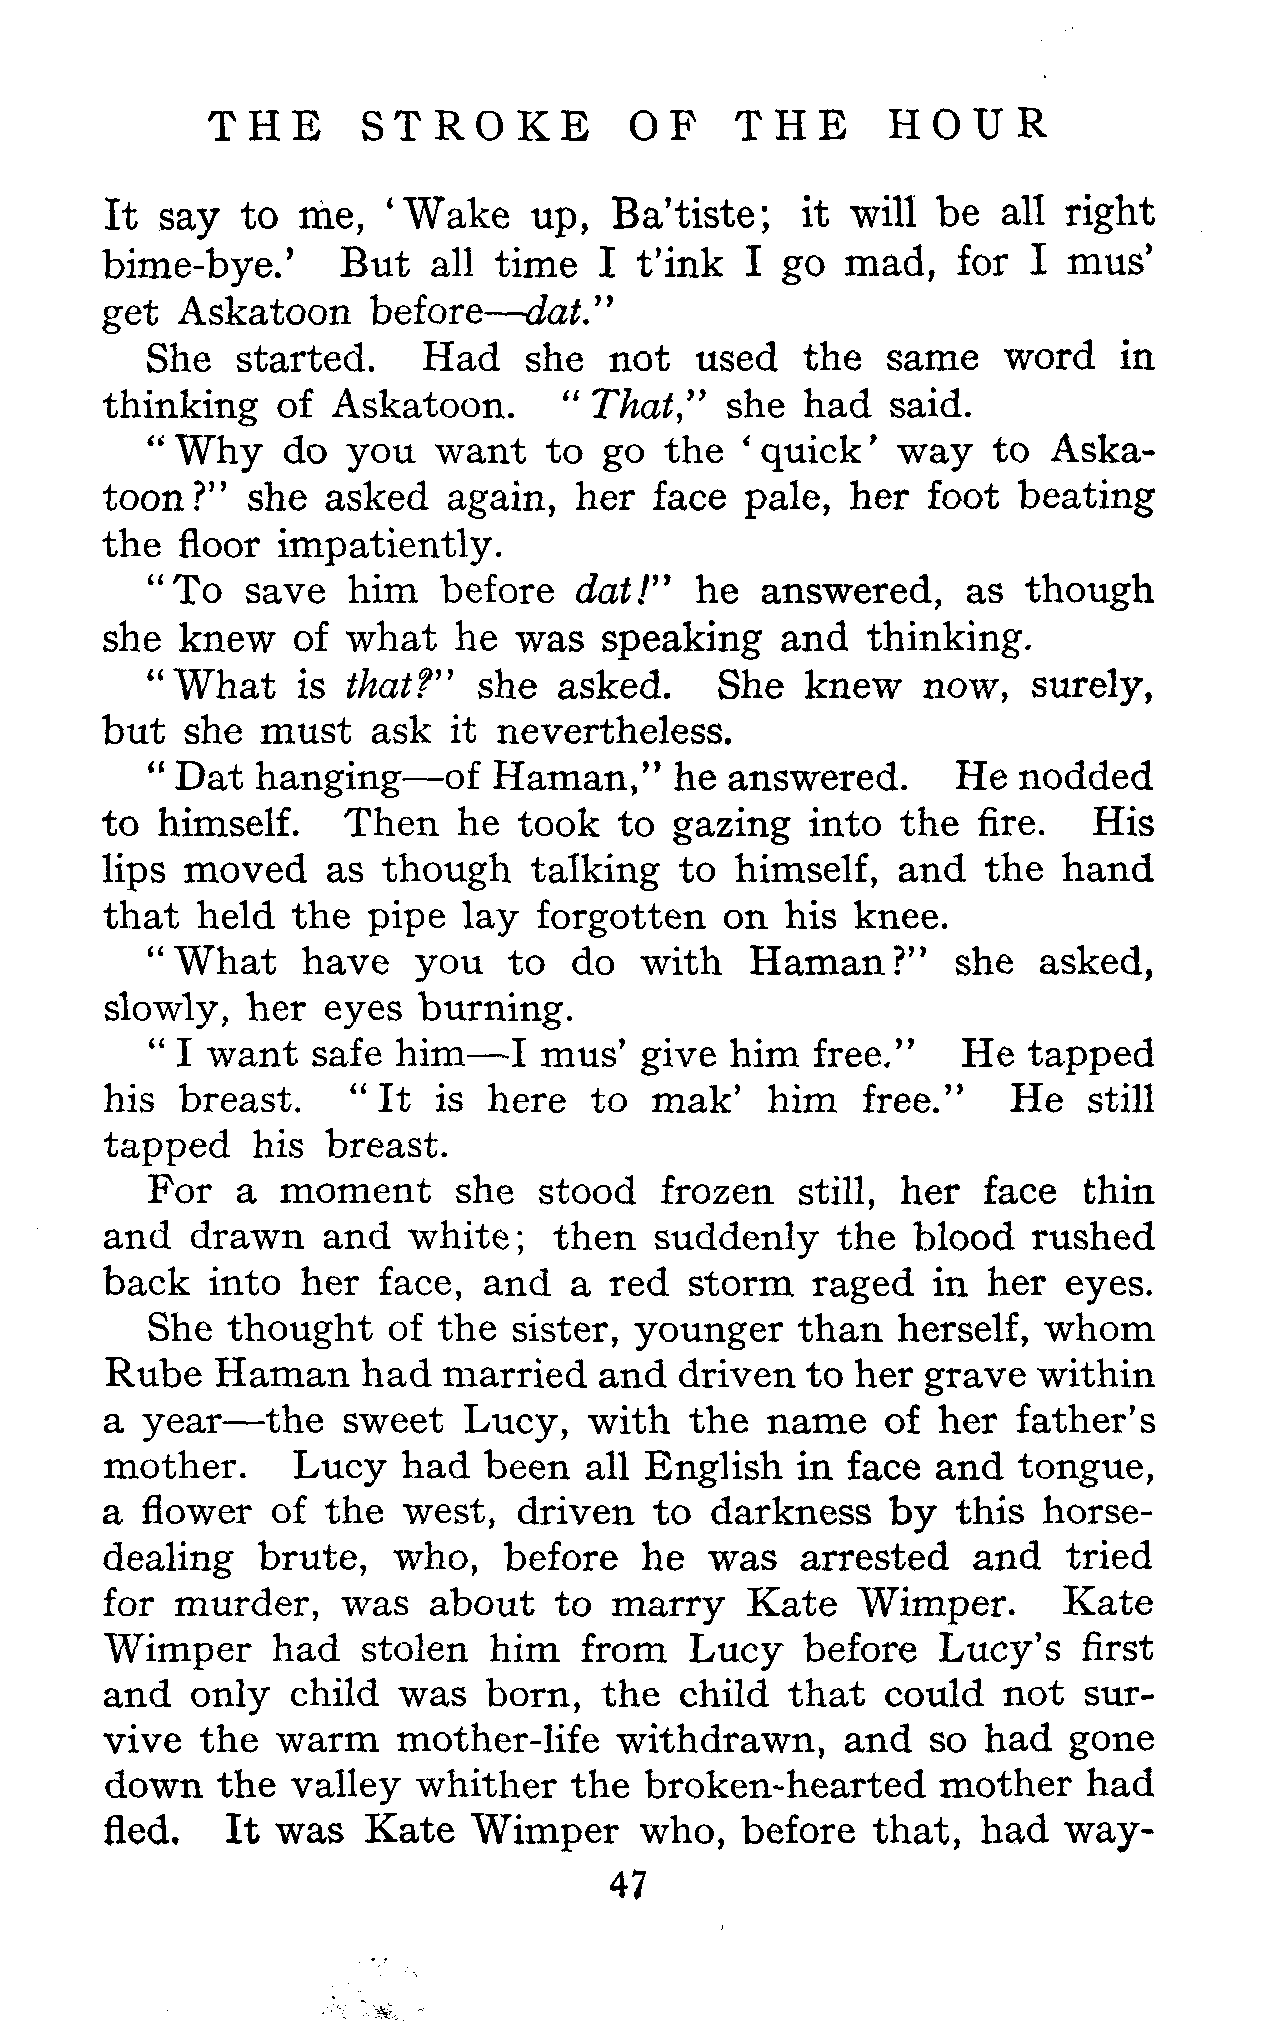 THE STROKE OF THE HOUR
It say to me, ‘Wake up, Ba’tiste; it will be all right
bime-bye.’ But all time I t’ink I go mad, for I mus’
get Askatoon before—dat.”
She started. Had she not used the same word in
thinking of Askatoon. “That,” she had said.
“Why do you want to go the ‘quick’ way to Aska-
toon?” she asked again, her face pale, her foot beating
the floor impatiently.
“To save him before dat!” he answered, as though
she knew of what he was speaking and thinking.
“What is that?” she asked. She knew now, surely,
but she must ask it nevertheless.
“Dat hanging—of Haman,” he answered. He nodded
to himself. Then he took to gazing into the fire. His
lips moved as though talking to himself, and the hand
that held the pipe lay forgotten on his knee.
“What have you to do with Haman?” she asked,
slowly, her eyes burning.
“I want safe him—I mus’ give him free.” He tapped
his breast. “It is here to mak’ him free.” He still
tapped his breast.
For a moment she stood frozen still, her face thin
and drawn and white; then suddenly the blood rushed
back into her face, and a red storm raged in her eyes.
She thought of the sister, younger than herself, whom
Rube Haman had married and driven to her grave within
a year—the sweet Lucy, with the name of her father’s
mother. Lucy had been all English in face and tongue,
a flower of the west, driven to darkness by this horse-
dealing brute, who, before he was arrested and tried
for murder, was about to marry Kate Wimper. Kate
Wimper had stolen him from Lucy before Lucy’s first
and only child was born, the child that could not sur-
vive the warm mother-life withdrawn, and so had gone
down the valley whither the broken-hearted mother had
fled. It was Kate Wimper who, before that, had way-
47